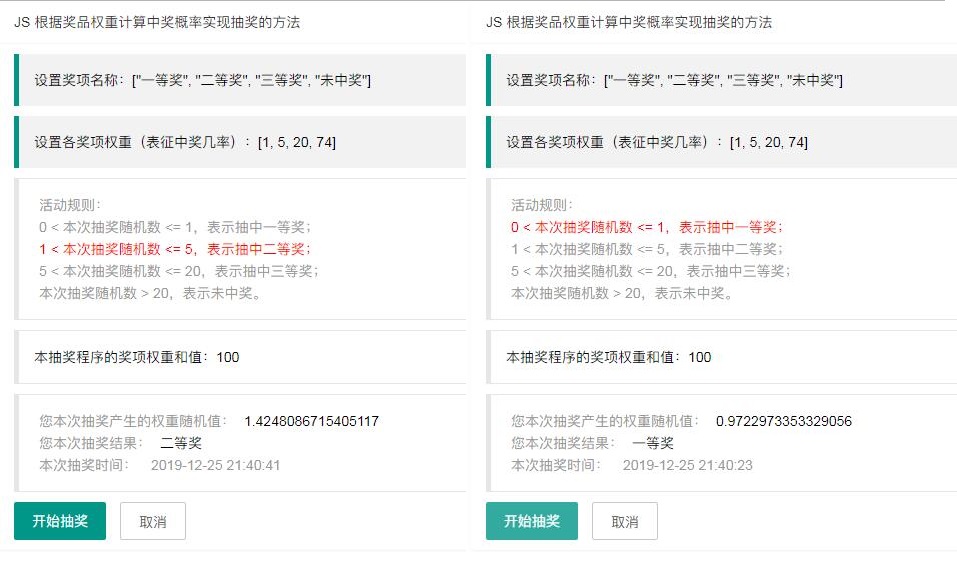 JS 根据奖品权重计算中奖概率实现抽奖的方法
设置奖项名称：["一等奖", "二等奖", "三等奖", "未中奖"]
设置各奖项权重（表征中奖几率）：[1, 5, 20, 74]
活动规则：
0 < 本次抽奖随机数 <= 1，表示抽中一等奖；
1 < 本次抽奖随机数 <= 5，表示抽中二等奖；
5 < 本次抽奖随机数 <= 20，表示抽中三等奖；
本次抽奖随机数 > 20，表示未中奖。
本抽奖程序的奖项权重和值：100
您本次抽奖产生的权重随机值： 1.4248086715405117
您本次抽奖结果： 二等奖
本次抽奖时间： 2019-12-25 21:40:41
开始抽奖 取消
JS 根据奖品权重计算中奖概率实现抽奖的方法
设置奖项名称：["一等奖", "二等奖", "三等奖", "未中奖"]
设置各奖项权重（表征中奖几率）：[1, 5, 20, 74]
活动规则：
0 < 本次抽奖随机数 <= 1，表示抽中一等奖；
1 < 本次抽奖随机数 <= 5，表示抽中二等奖；
5 < 本次抽奖随机数 <= 20，表示抽中三等奖；
本次抽奖随机数 > 20，表示未中奖。
本抽奖程序的奖项权重和值：100
您本次抽奖产生的权重随机值： 0.9722973353329056
您本次抽奖结果： 一等奖
本次抽奖时间： 2019-12-25 21:40:23
开始抽奖 取消